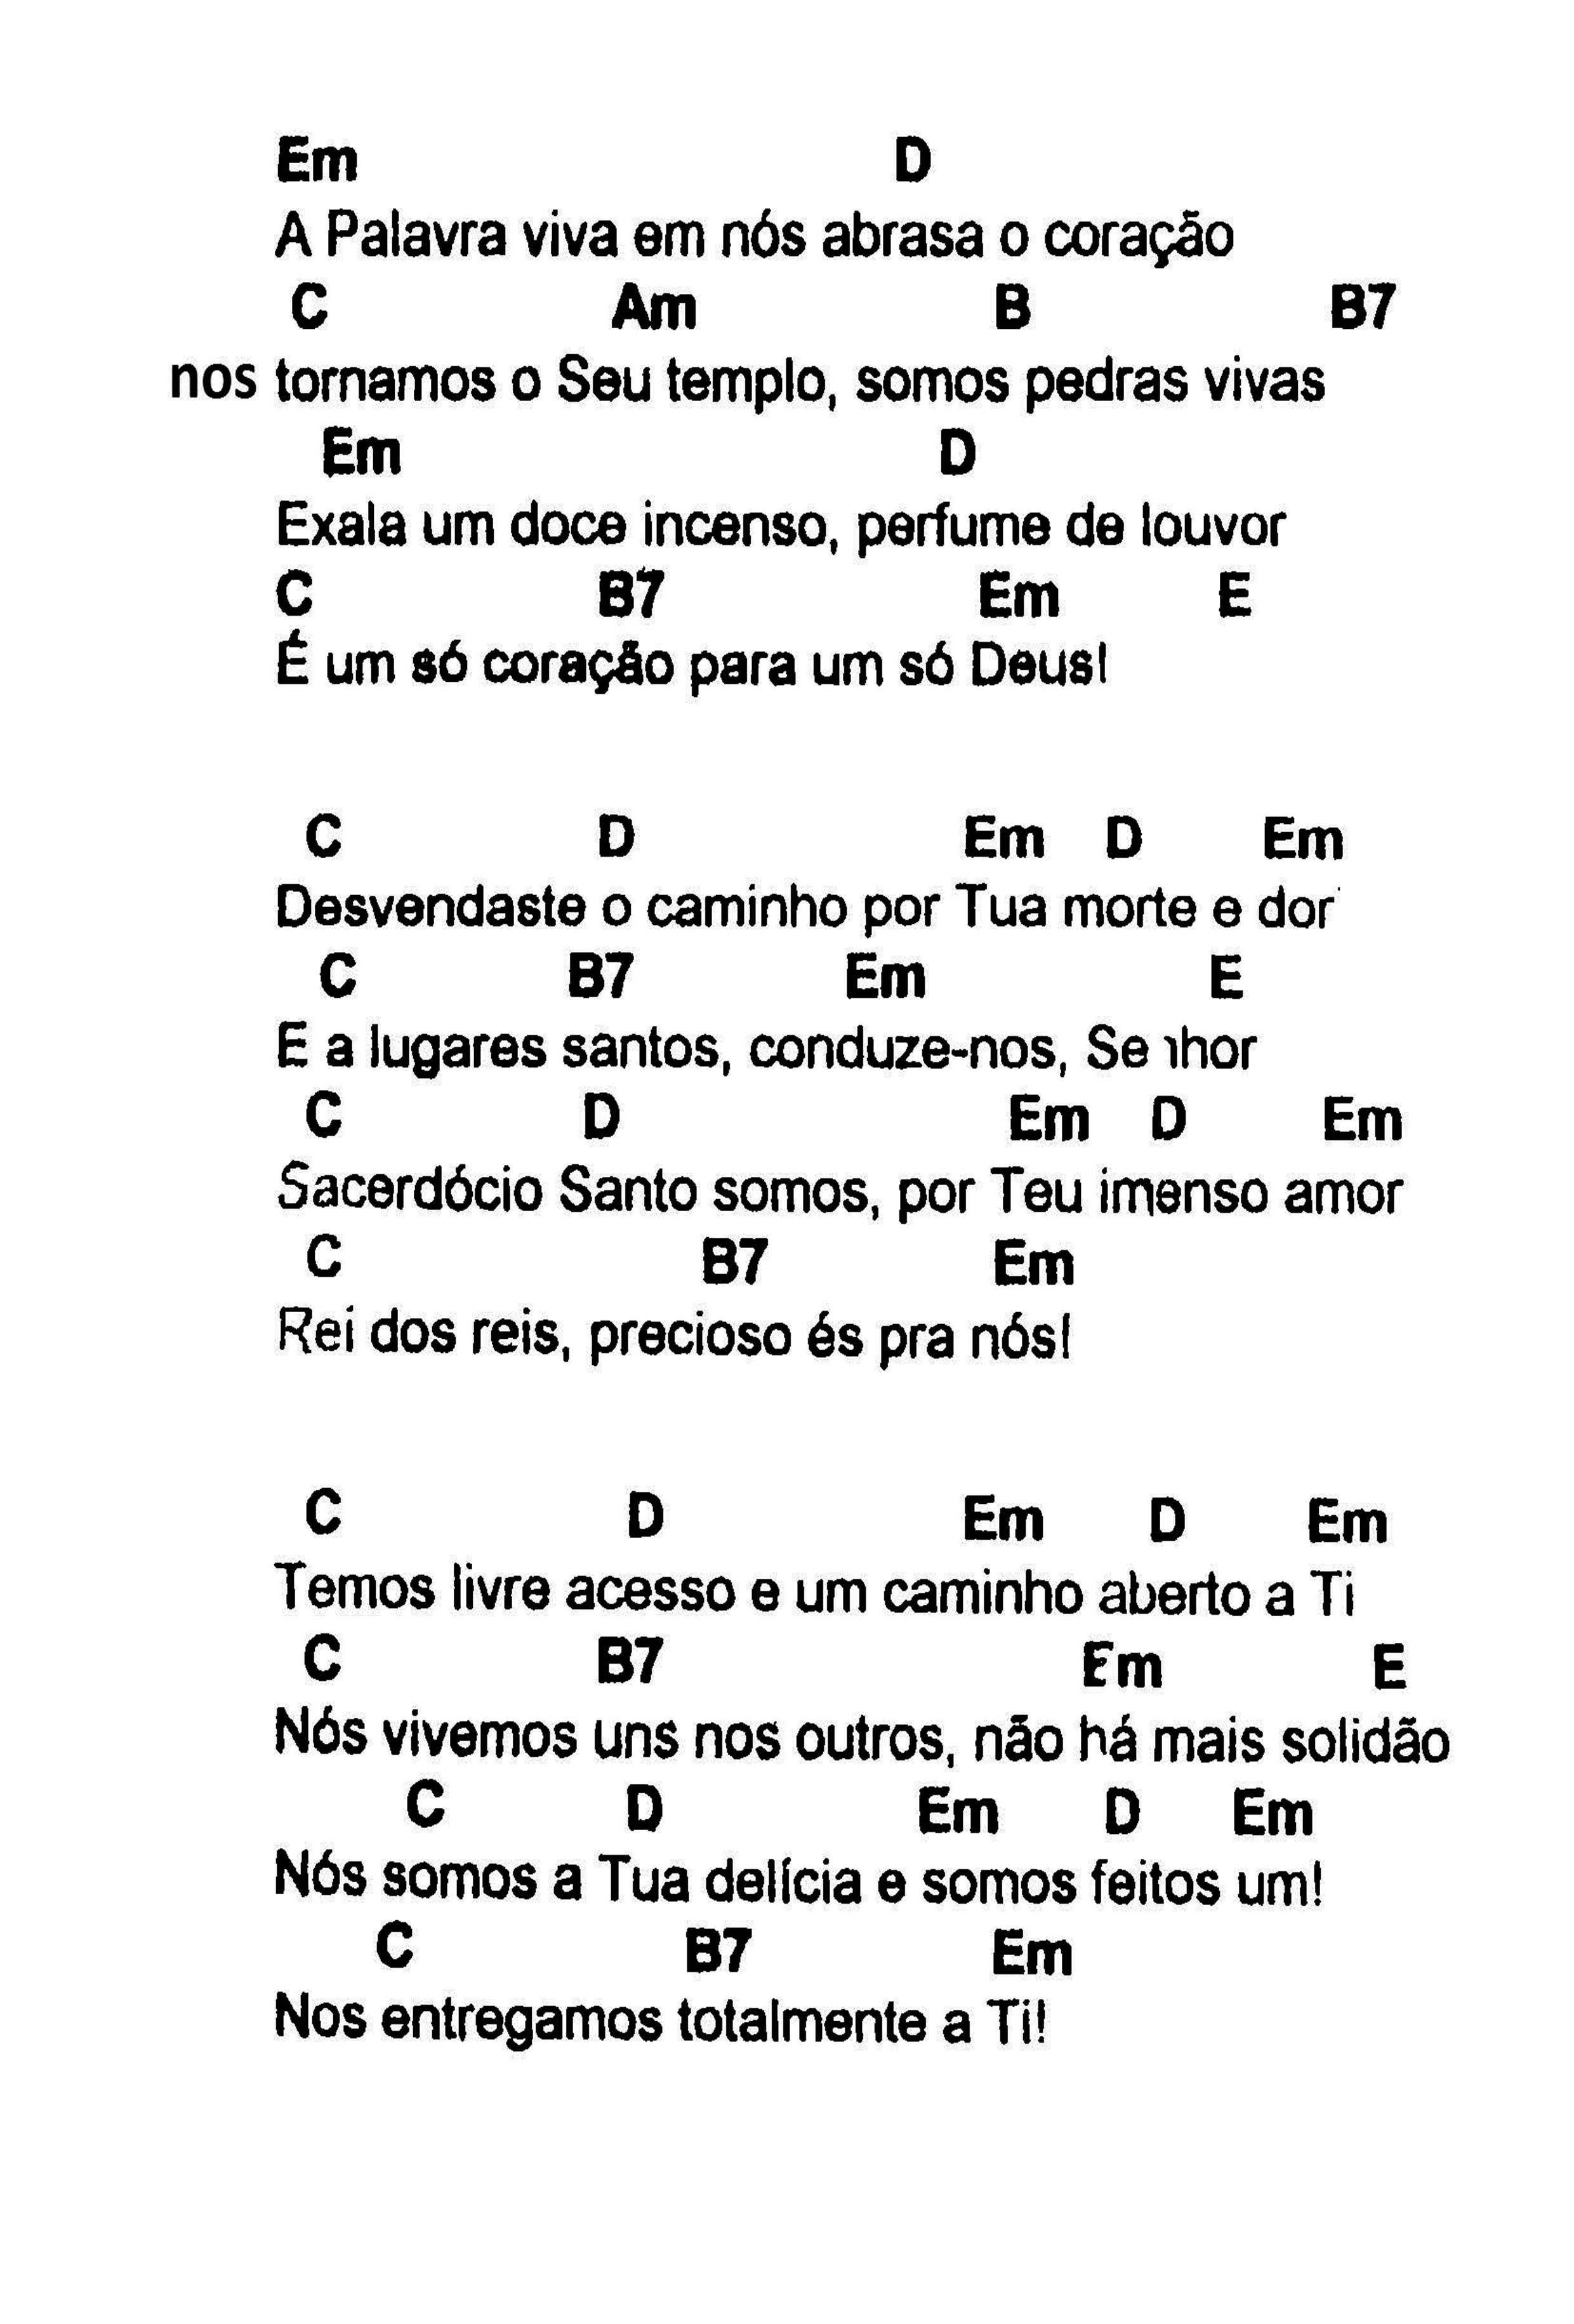 Em D
A Palavra viva em nós abrasa o coração
C Am B B7
nos tornamos o Seu templo, somos pedras vivas
Em D
Exala um doce incenso, perfume de louvor
C B7 Em E
É um só coração para um só Deus!
C D Em D Em
Desvendaste o caminho por Tua morte e dor
C B7 Em E
E a lugares santos, conduze-nos, Senhor
C D Em D Em
Sacerdócio Santo somos, por Teu imenso amor
C B7 Em
Rei dos reis, precioso és pra nós!
C D Em D Em
Temos livre acesso e um caminho aberto a Ti
C B7 Em E
Nós vivemos uns nos outros, não há mais solidão
C D Em D Em
Nós somos a Tua delícia e somos feitos um!
C B7 Em
Nos entregamos totalmente a Ti!